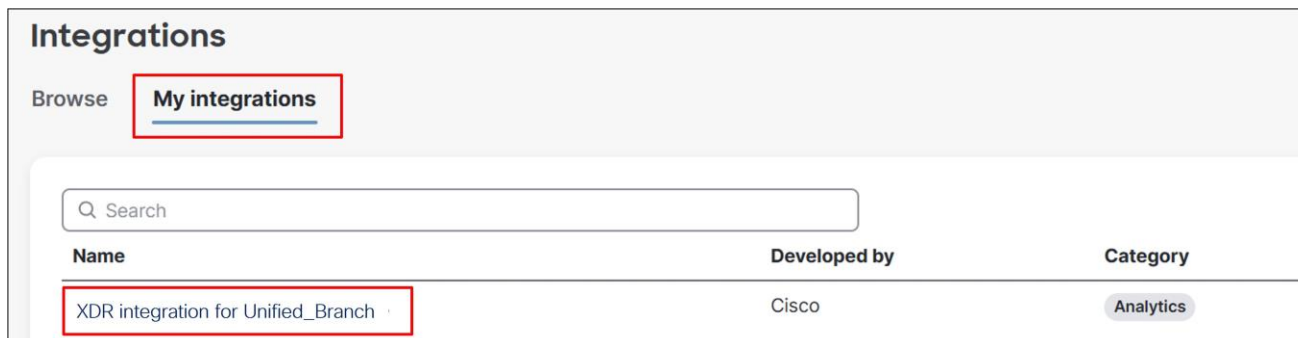 Integrations
Browse My integrations
Search
Name Developed by Category
XDR integration for Unified_Branch Cisco Analytics